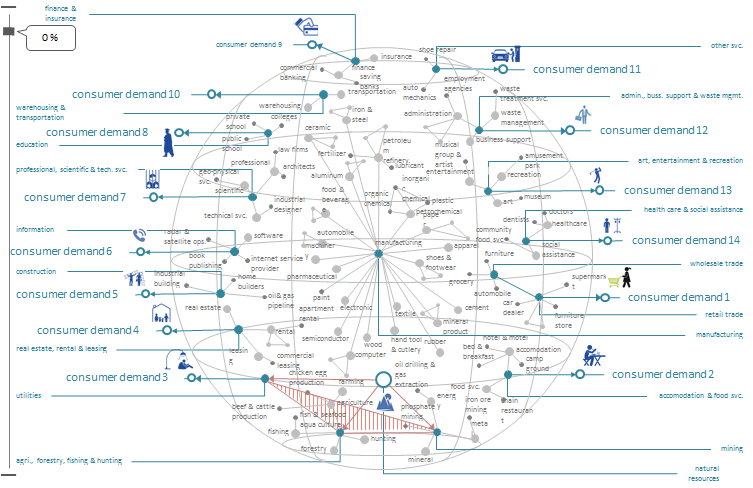 finance &
insurance
0 %
consumer demand 9
shoe repair
other svc.
insurance
commercial
banking
finance
saving
banks
employment
agencies
consumer demand 11
consumer demand 10
transportation
auto
mechanics
waste
treatment svc.
admin., buss. support & waste mgmt.
warehousing &
transportation
warehousing
iron &
steel
administration
waste
management
private
school
colleges
consumer demand 8
ceramic
consumer demand 12
education
public
school
petroleu
m
refinery
musical
group &
artist
business support
law firms
fertilizer
amusement
park
art, entertainment & recreation
professional, scientific & tech. svc.
professional
architects
lubricant
entertainment
geo-physical
svc.
aluminum
inorgani
c
chemical
recreation
scientific
food &
beverag
e
organic
chemical
consumer demand 13
consumer demand 7
industrial
designer
plastic
museum
art
technical svc.
petrochemical
doctors
health care & social assistance
pape
r
dentists
information
automobile
community
food svc.
healthcare
radar &
satellite ops.
software
machiner
y
manufacturing
apparel
social
assistance
consumer demand 14
consumer demand 6
book
publishing
internet service
provider
shoes &
footwear
furniture
wholesale trade
construction
industrial
building
home
builders
pharmaceutical
grocery
supermark
t
consumer demand 5
oil& gas
pipeline
paint
automobile
consumer demand 1
real estate
apartment
rental
electronic
textile
cement
car
dealer
furniture
store
retail trade
consumer demand 4
rental
mineral
product
manufacturing
semiconductor
hand tool
& cutlery
rubber
hotel & motel
real estate, rental & leasing
leasin
g
commercial
leasing
wood
computer
bed &
breakfast
accomodation
camp
ground
consumer demand 3
chicken egg
production
farming
oil drilling &
gas
extraction
consumer demand 2
food svc.
utilities
agriculture
energ
y
iron ore
mining
chain
restauran
t
accomodation & food svc.
beef & cattle
production
fish & seafood
aqua culture
phosphate
mining
meta
l
fishing
hunting
forestry
mineral
mining
agri., forestry, fishing & hunting
natural
resources